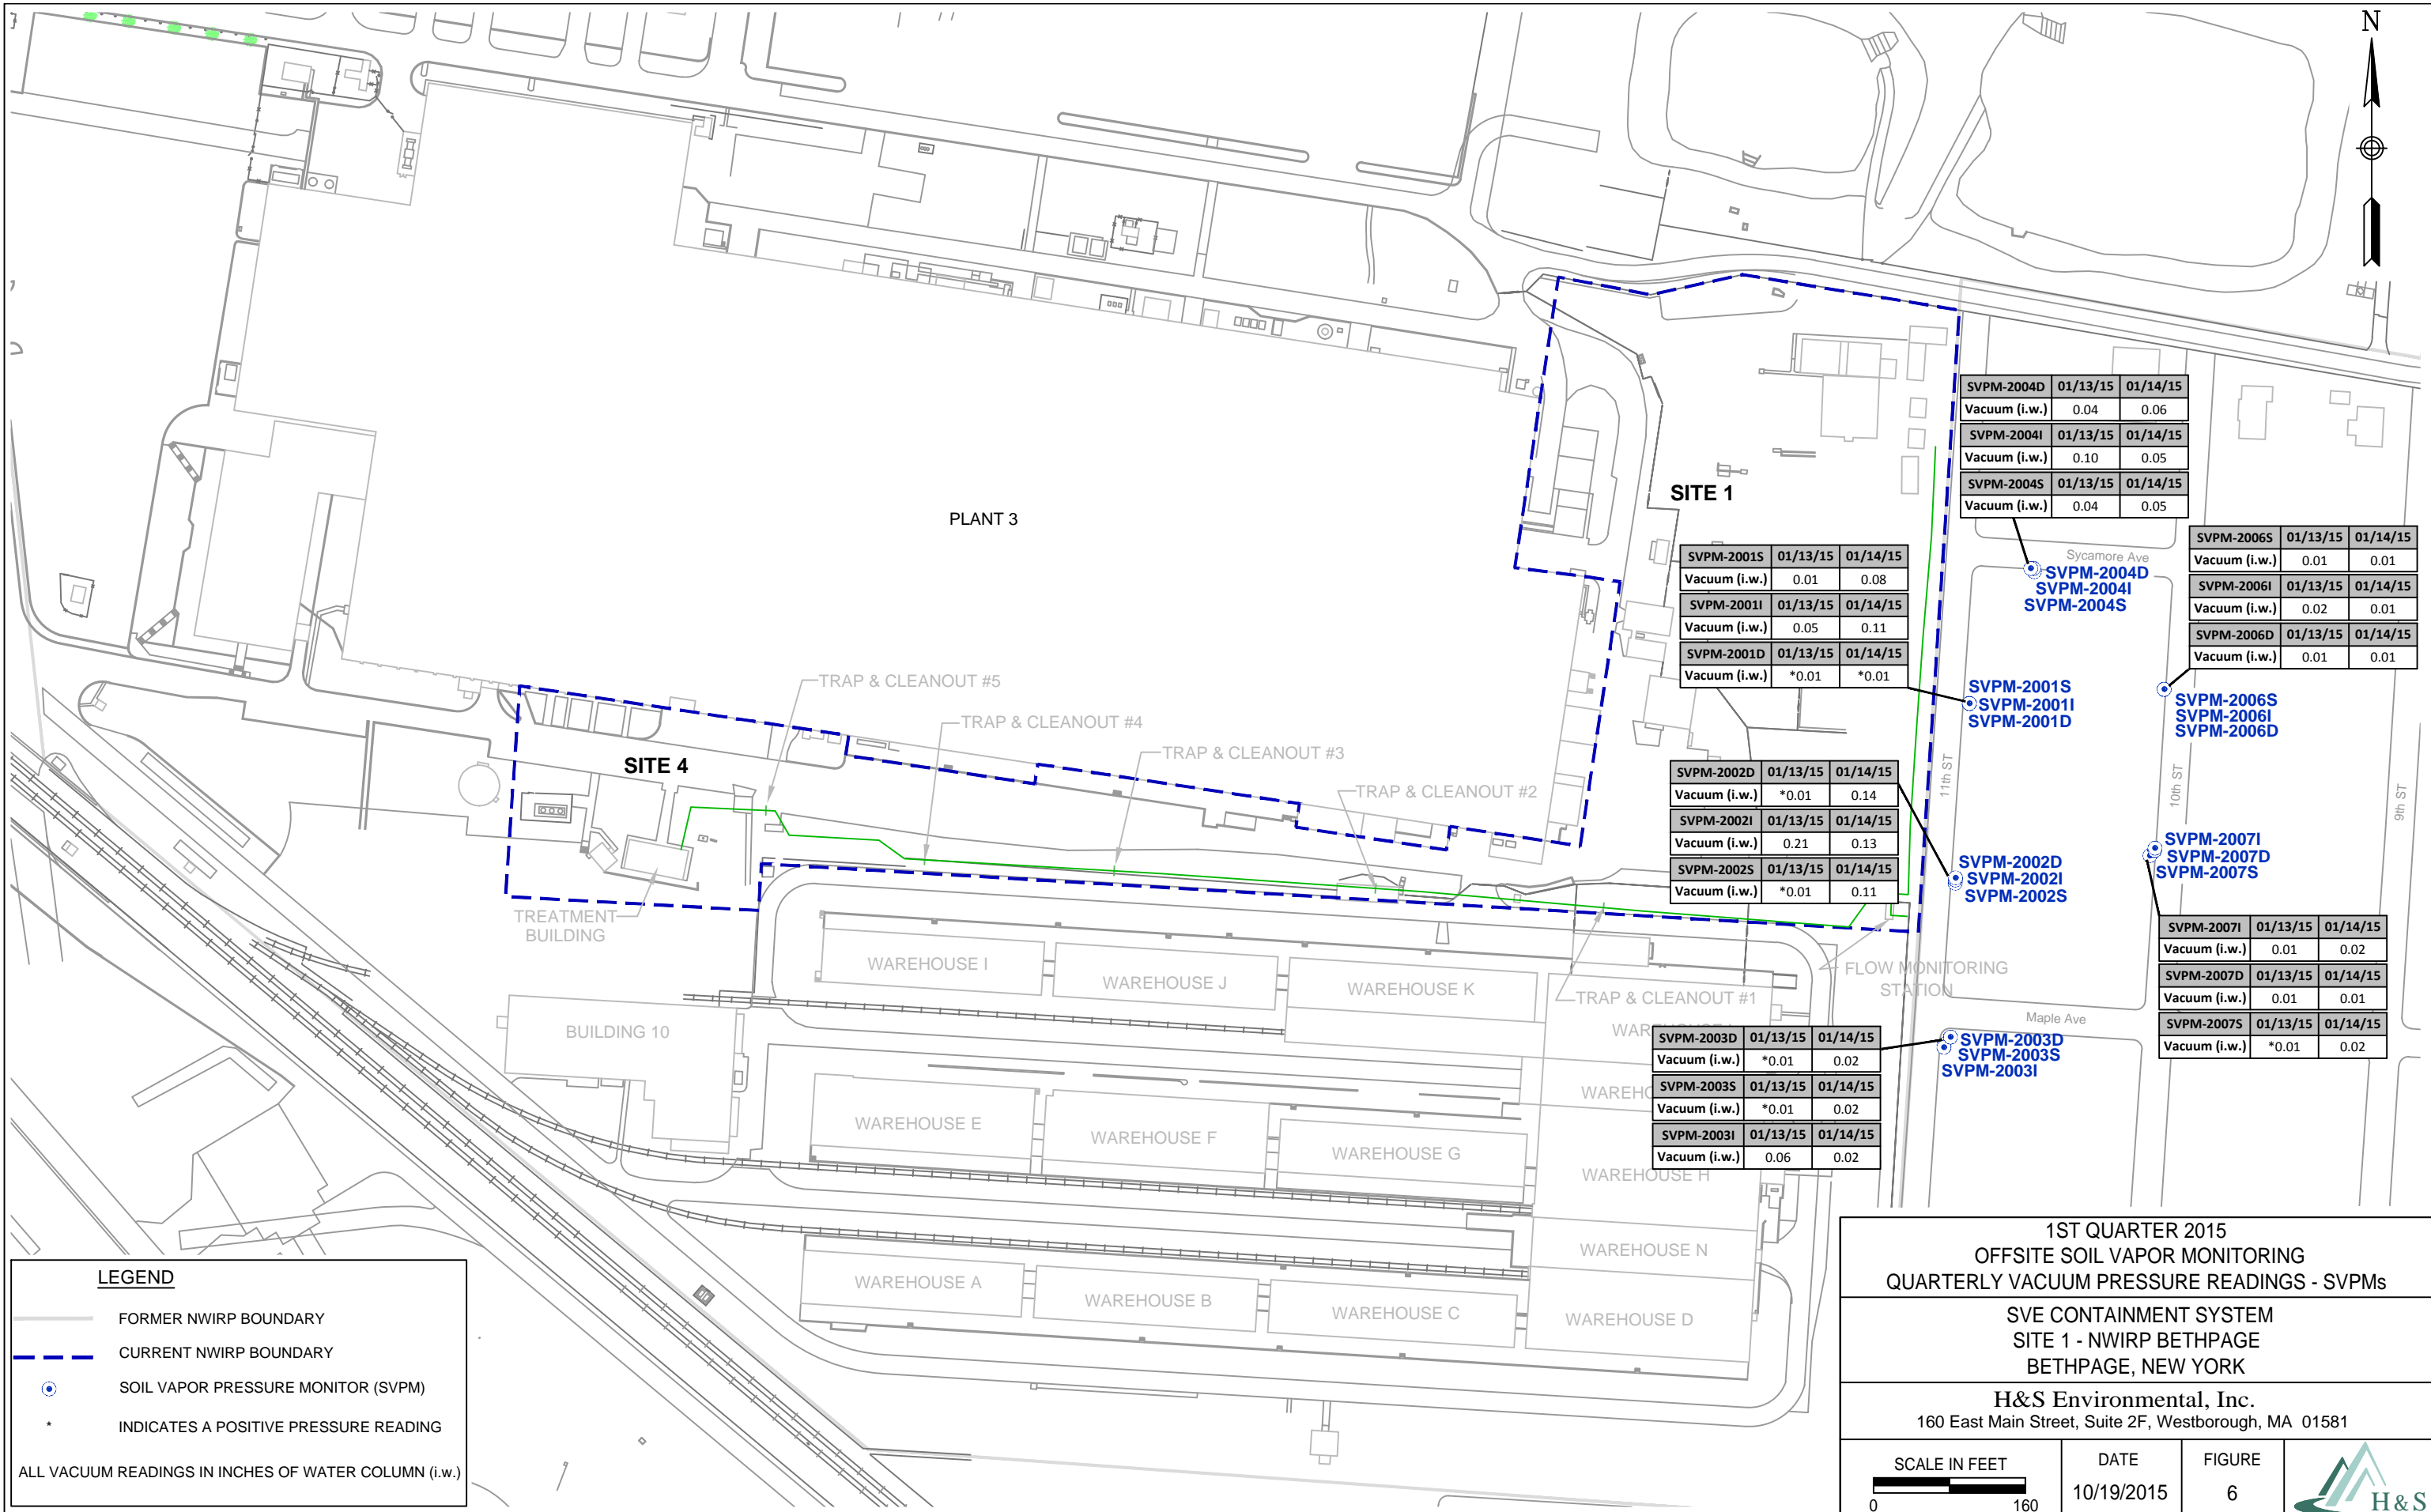 N
PLANT 3
SITE 1
SITE 4
SVPM-2004D 01/13/15 01/14/15
Vacuum (i.w.) 0.04 0.06
SVPM-2004I 01/13/15 01/14/15
Vacuum (i.w.) 0.10 0.05
SVPM-2004S 01/13/15 01/14/15
Vacuum (i.w.) 0.04 0.05
Sycamore Ave
SVPM-2004D
SVPM-2004I
SVPM-2004S
SVPM-2006S 01/13/15 01/14/15
Vacuum (i.w.) 0.01 0.01
SVPM-2006I 01/13/15 01/14/15
Vacuum (i.w.) 0.02 0.01
SVPM-2006D 01/13/15 01/14/15
Vacuum (i.w.) 0.01 0.01
SVPM-2001S 01/13/15 01/14/15
Vacuum (i.w.) 0.01 0.08
SVPM-2001I 01/13/15 01/14/15
Vacuum (i.w.) 0.05 0.11
SVPM-2001D 01/13/15 01/14/15
Vacuum (i.w.) *0.01 *0.01
SVPM-2001S
SVPM-2001I
SVPM-2001D
SVPM-2006S
SVPM-2006I
SVPM-2006D
TRAP & CLEANOUT #5
TRAP & CLEANOUT #4
TRAP & CLEANOUT #3
TRAP & CLEANOUT #2
11th ST
10th ST
9th ST
SVPM-2002D 01/13/15 01/14/15
Vacuum (i.w.) *0.01 0.14
SVPM-2002I 01/13/15 01/14/15
Vacuum (i.w.) 0.21 0.13
SVPM-2002S 01/13/15 01/14/15
Vacuum (i.w.) *0.01 0.11
SVPM-2002D
SVPM-2002I
SVPM-2002S
SVPM-2007I
SVPM-2007D
SVPM-2007S
SVPM-2007I 01/13/15 01/14/15
Vacuum (i.w.) 0.01 0.02
SVPM-2007D 01/13/15 01/14/15
Vacuum (i.w.) 0.01 0.01
SVPM-2007S 01/13/15 01/14/15
Vacuum (i.w.) *0.01 0.02
TREATMENT
BUILDING
WAREHOUSE I
WAREHOUSE J
WAREHOUSE K
TRAP & CLEANOUT #1
FLOW MONITORING
STATION
Maple Ave
BUILDING 10
SVPM-2003D 01/13/15 01/14/15
Vacuum (i.w.) *0.01 0.02
SVPM-2003S 01/13/15 01/14/15
Vacuum (i.w.) *0.01 0.02
SVPM-2003I 01/13/15 01/14/15
Vacuum (i.w.) 0.06 0.02
SVPM-2003D
SVPM-2003S
SVPM-2003I
WAREHOUSE E
WAREHOUSE F
WAREHOUSE G
WAREHOUSE H
WAREHOUSE N
WAREHOUSE A
WAREHOUSE B
WAREHOUSE C
WAREHOUSE D
LEGEND
FORMER NWIRP BOUNDARY
CURRENT NWIRP BOUNDARY
SOIL VAPOR PRESSURE MONITOR (SVPM)
* INDICATES A POSITIVE PRESSURE READING
ALL VACUUM READINGS IN INCHES OF WATER COLUMN (i.w.)
1ST QUARTER 2015
OFFSITE SOIL VAPOR MONITORING
QUARTERLY VACUUM PRESSURE READINGS - SVPMs
SVE CONTAINMENT SYSTEM
SITE 1 - NWIRP BETHPAGE
BETHPAGE, NEW YORK
H&S Environmental, Inc.
160 East Main Street, Suite 2F, Westborough, MA 01581
SCALE IN FEET
0 160
DATE
10/19/2015
FIGURE
6
H&S